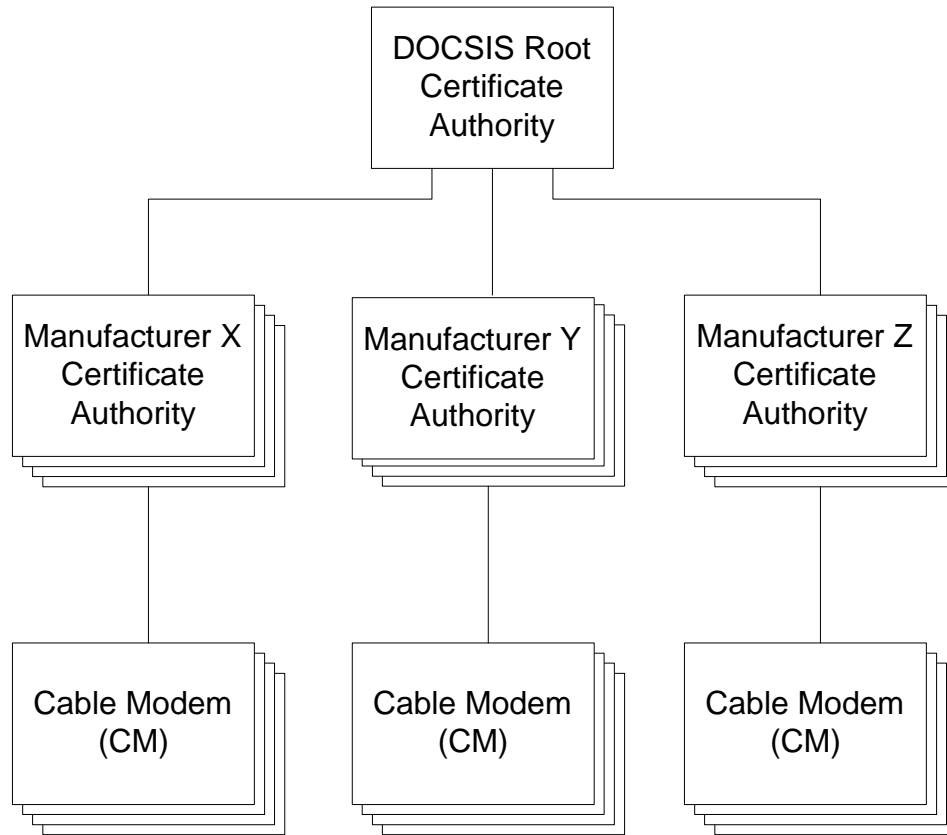 DOCSIS Root
Certificate
Authority
Manufacturer X
Certificate
Authority
Manufacturer Y
Certificate
Authority
Manufacturer Z
Certificate
Authority
Cable Modem
(CM)
Cable Modem
(CM)
Cable Modem
(CM)